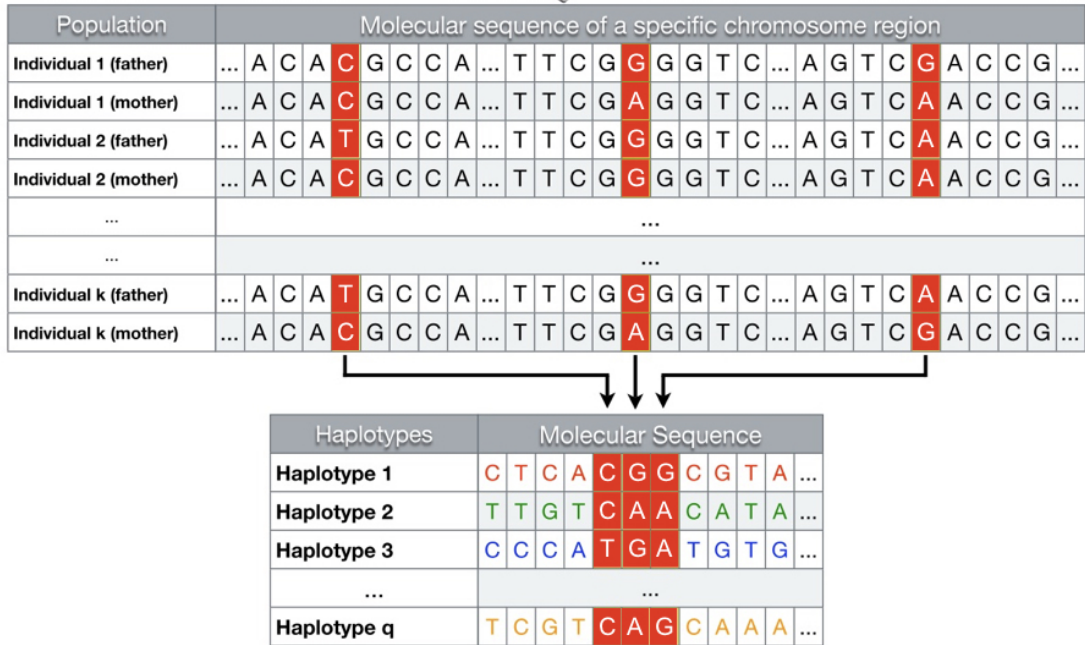 Population Molecular sequence of a specific chromosome region
Individual 1 (father) ... A C A C G C C A ... T T C G G G G T C ... A G T C G A C C G ...
Individual 1 (mother) ... A C A C G C C A ... T T C G A G G T C ... A G T C A A C C G ...
Individual 2 (father) ... A C A T G C C A ... T T C G G G G T C ... A G T C A A C C G ...
Individual 2 (mother) ... A C A C G C C A ... T T C G G G G T C ... A G T C A A C C G ...
... ...
... ...
Individual k (father) ... A C A T G C C A ... T T C G G G G T C ... A G T C A A C C G ...
Individual k (mother) ... A C A C G C C A ... T T C G A G G T C ... A G T C G A C C G ...
Haplotypes Molecular Sequence
Haplotype 1 C T C A C G G C G T A ...
Haplotype 2 T T G T C A A C A T A ...
Haplotype 3 C C C A T G A T G T G ...
... ...
Haplotype q T C G T C A G C A A A ...